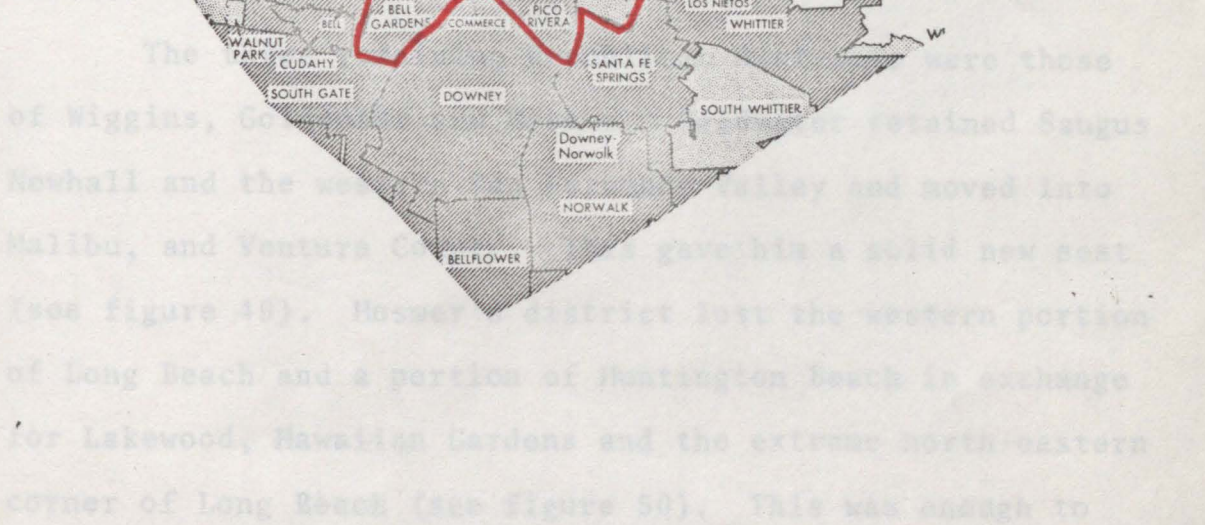 LOS NIETOS
BELL GARDENS
PICO RIVERA
BELL
COMMERCE
WHITTIER
W
WALNUT PARK
CUDAHY
SANTA FE SPRINGS
SOUTH GATE
DOWNEY
SOUTH WHITTIER
Downey-Norwalk
NORWALK
BELLFLOWER
The were those
of Wiggins, retained Saugus
Newhall and the Valley and moved into
Malibu, and Ventura gave him a solid new seat
(see figure 49). Hosmer's district lost the western portion
of Long Beach and a portion of Huntington Beach in exchange
for Lakewood, Hawaiian Gardens and the extreme north eastern
corner of Long Beach (see figure 50). This was enough to